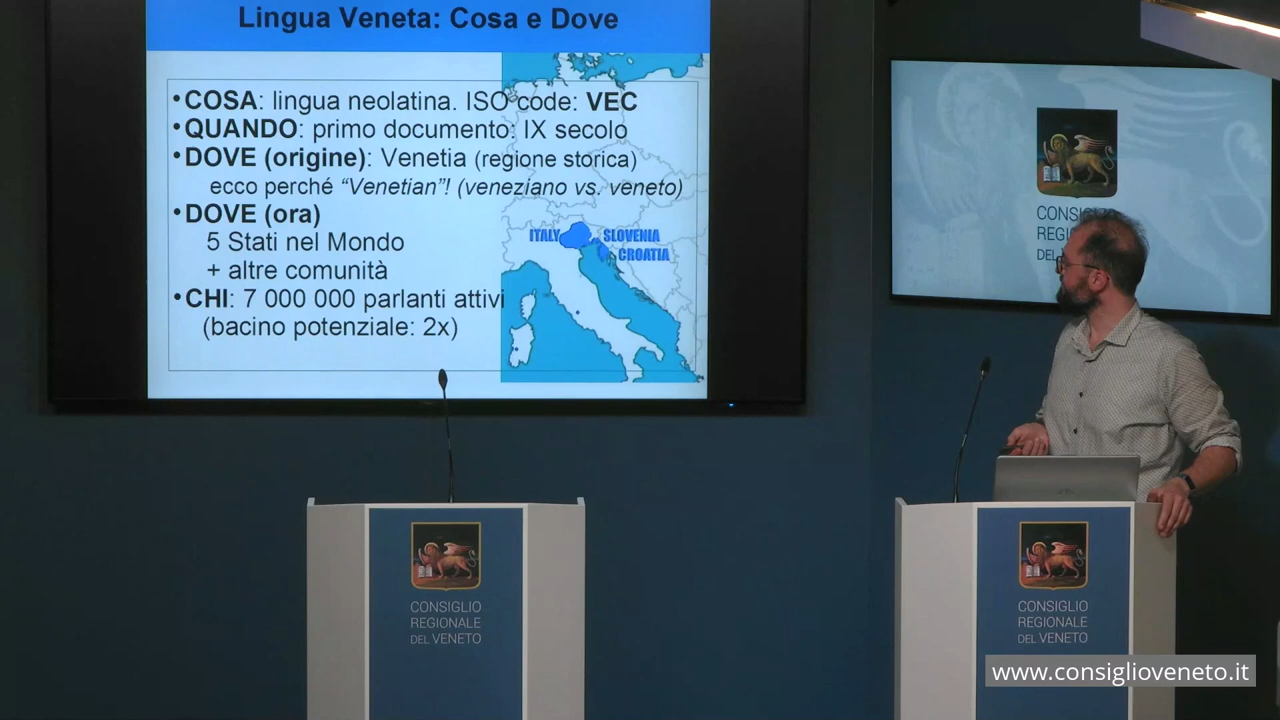 Lingua Veneta: Cosa e Dove
•COSA: lingua neolatina. ISO code: VEC
•QUANDO: primo documento: IX secolo
•DOVE (origine): Venetia (regione storica)
ecco perché “Venetian”! (veneziano vs. veneto)
•DOVE (ora)
5 Stati nel Mondo
+ altre comunità
•CHI: 7 000 000 parlanti attivi
(bacino potenziale: 2x)
ITALY
SLOVENIA
CROATIA
CONSIGLIO
REGIONALE
DEL VENETO
CONSIGLIO
REGIONALE
DEL VENETO
www.consiglioveneto.it